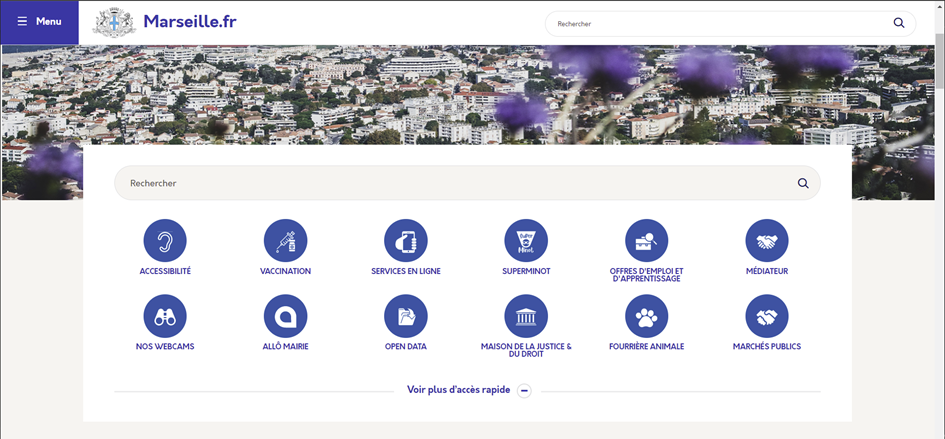 Menu
Marseille.fr
Rechercher
Rechercher
ACCESSIBILITÉ
VACCINATION
SERVICES EN LIGNE
SUPERMINOT
OFFRES D'EMPLOI ET
D'APPRENTISSAGE
MÉDIATEUR
NOS WEBCAMS
ALLÔ MAIRIE
OPEN DATA
MAISON DE LA JUSTICE &
DU DROIT
FOURRIÈRE ANIMALE
MARCHÉS PUBLICS
Voir plus d'accès rapide